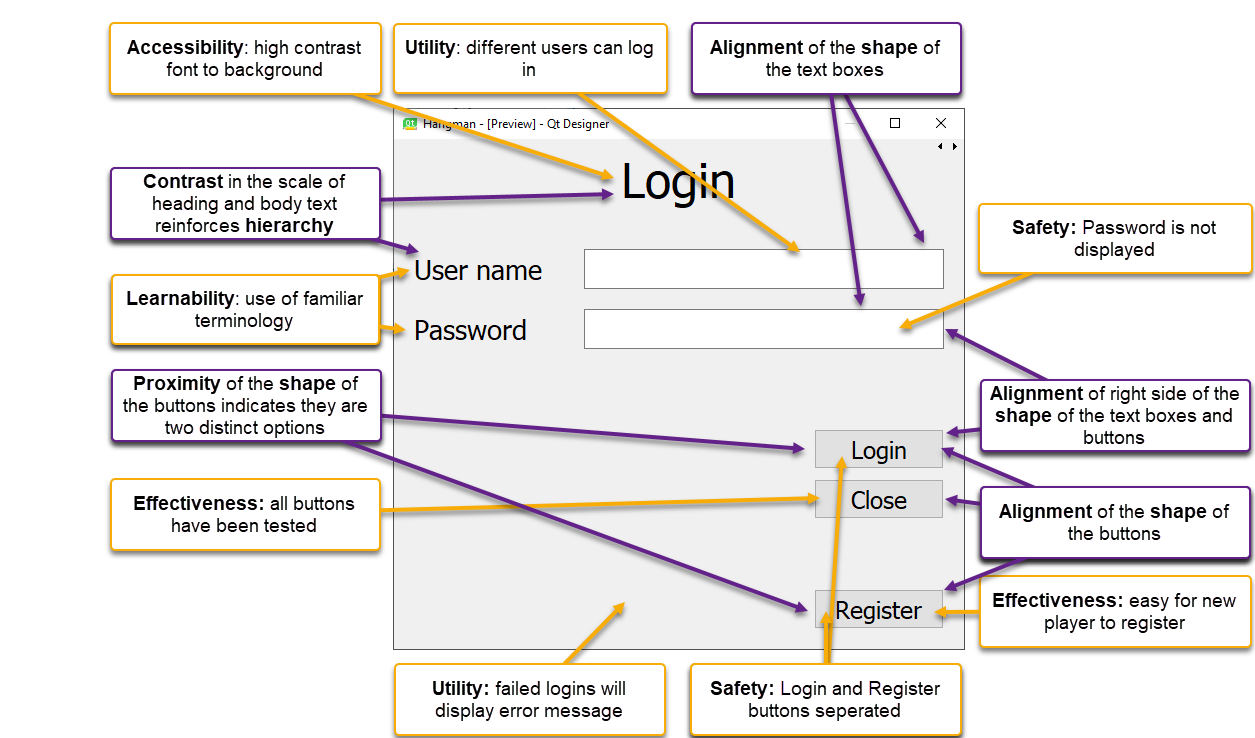 Accessibility: high contrast
font to background
Utility: different users can log
in
Alignment of the shape of
the text boxes
Hangman - [Preview] - Qt Designer
Login
Contrast in the scale of
heading and body text
reinforces hierarchy
Safety: Password is not
displayed
User name
Learnability: use of familiar
terminology
Password
Proximity of the shape of
the buttons indicates they are
two distinct options
Alignment of right side of the
shape of the text boxes and
buttons
Login
Effectiveness: all buttons
have been tested
Close
Alignment of the shape of
the buttons
Register
Effectiveness: easy for new
player to register
Utility: failed logins will
display error message
Safety: Login and Register
buttons seperated